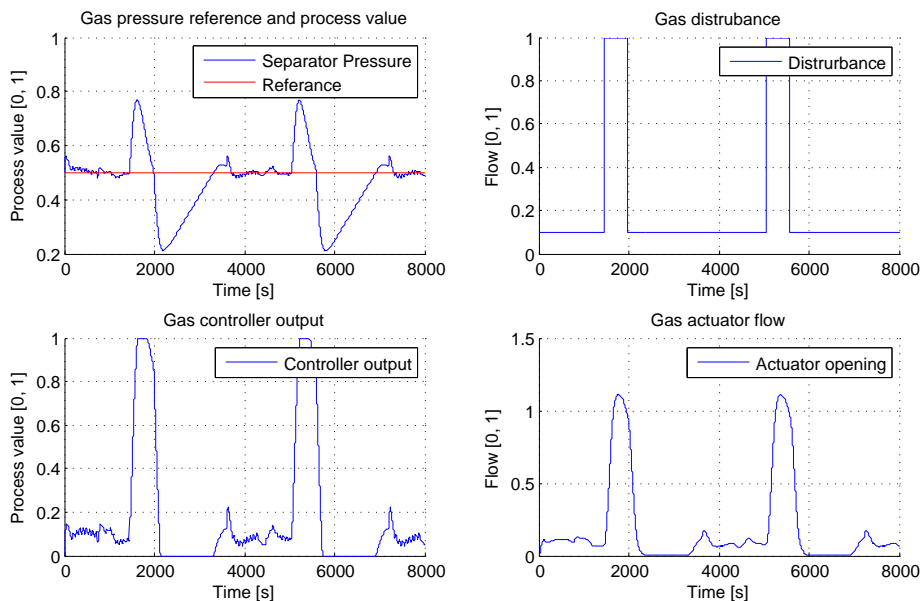 Gas pressure reference and process value
1
0.8
0.6
0.4
0.2
Process value [0, 1]
Separator Pressure
Referance
0 2000 4000 6000 8000
Time [s]
Gas distrubance
1
0.8
0.6
0.4
0.2
0
Flow [0, 1]
Distrurbance
0 2000 4000 6000 8000
Time [s]
Gas controller output
1
0.8
0.6
0.4
0.2
0
Process value [0, 1]
Controller output
0 2000 4000 6000 8000
Time [s]
Gas actuator flow
1.5
1
0.5
0
Flow [0, 1]
Actuator opening
0 2000 4000 6000 8000
Time [s]